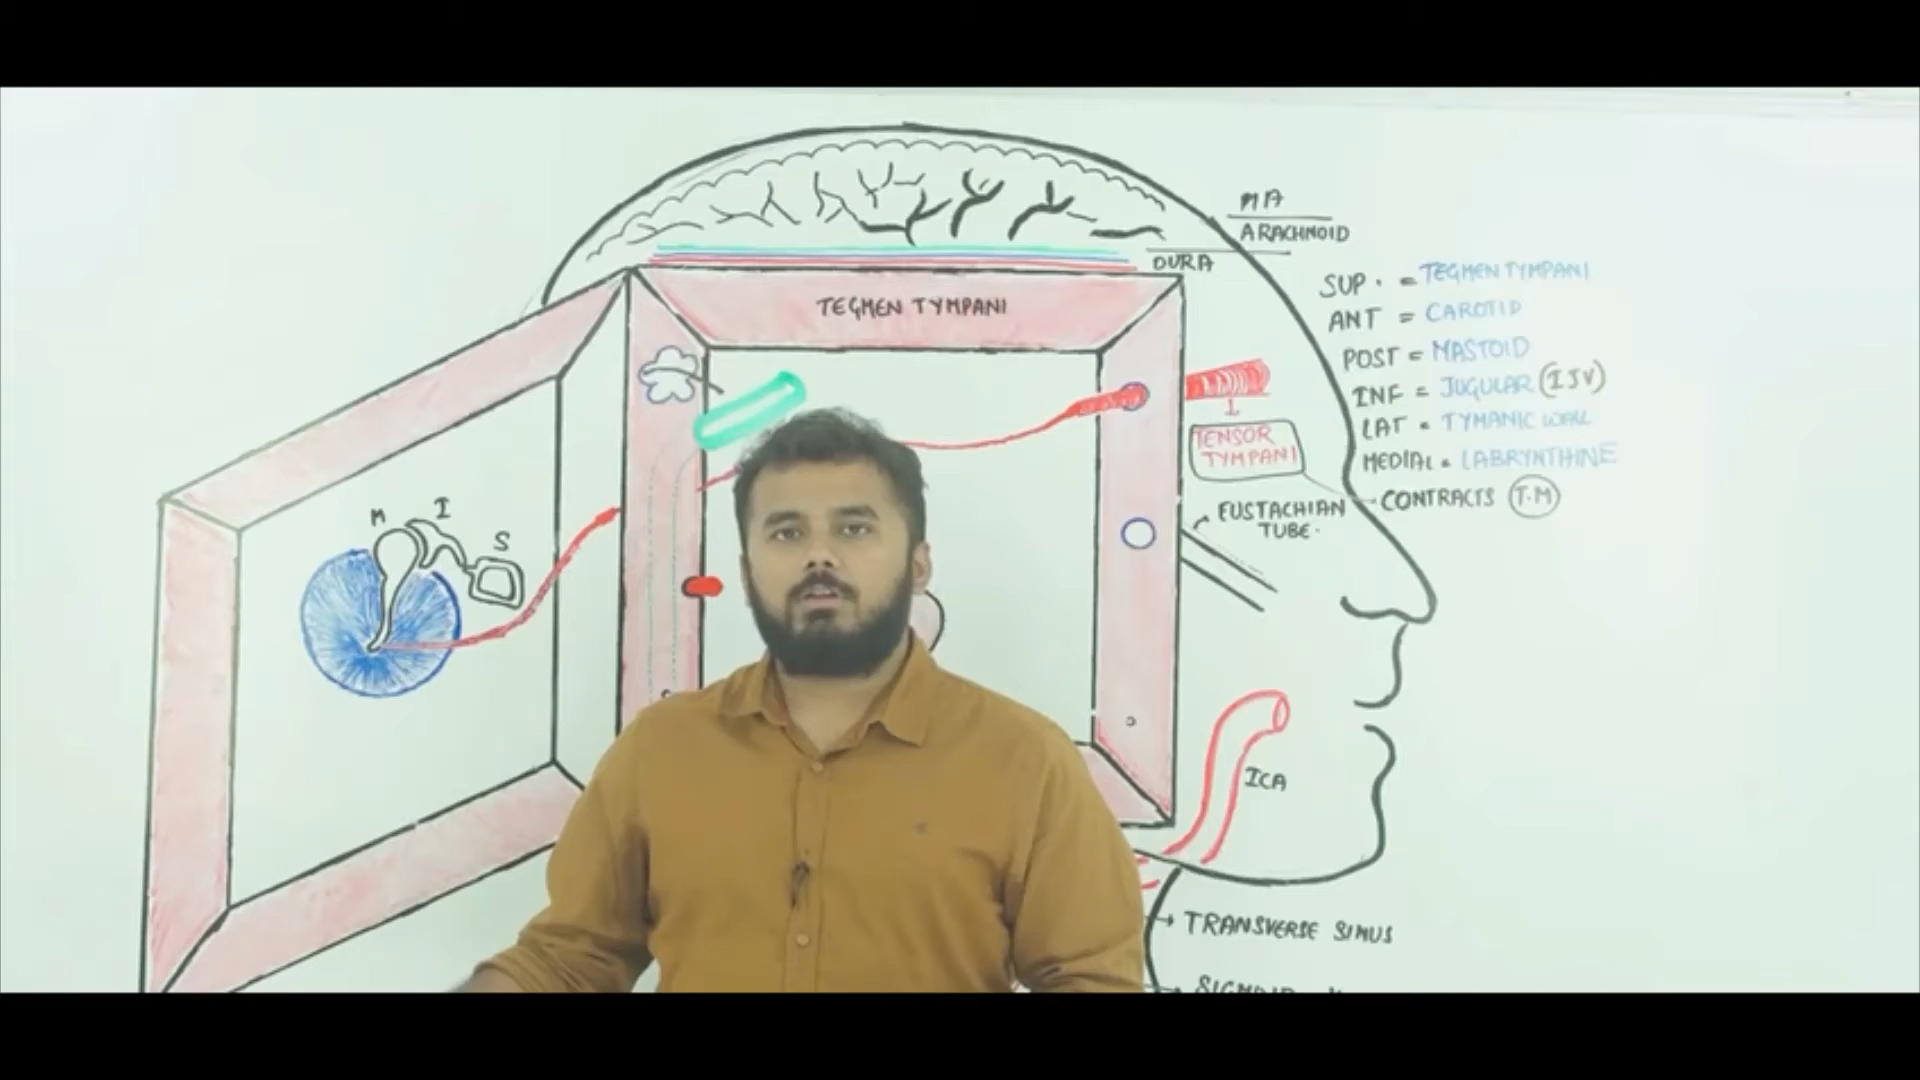 PIA
ARACHNOID
DURA
TEGMEN TYMPANI
SUP. = TEGMEN TYMPANI
ANT = CAROTID
POST = MASTOID
INF = JUGULAR (IJV)
LAT = TYMANIC WALL
MEDIAL = LABRYNTHINE
TENSOR
TYMPANI
CONTRACTS T.M
EUSTACHIAN
TUBE.
M I S
ICA
→ TRANSVERSE SINUS